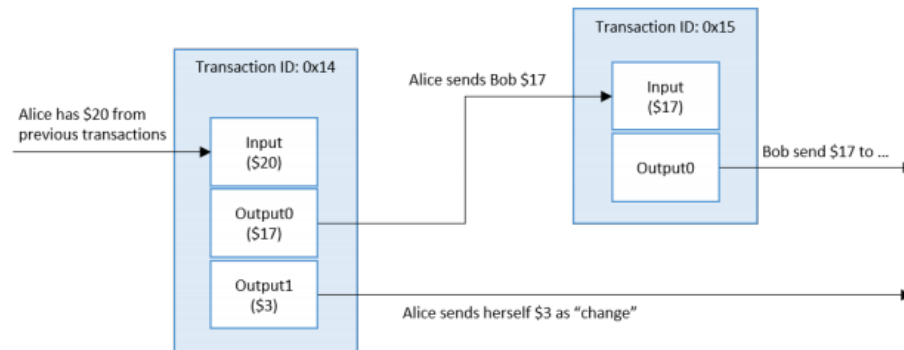 Transaction ID: 0x15
Transaction ID: 0x14
Alice sends Bob $17
Input
($17)
Alice has $20 from
previous transactions
Input
($20)
Bob send $17 to ...
Output0
Output0
($17)
Output1
($3)
Alice sends herself $3 as “change”